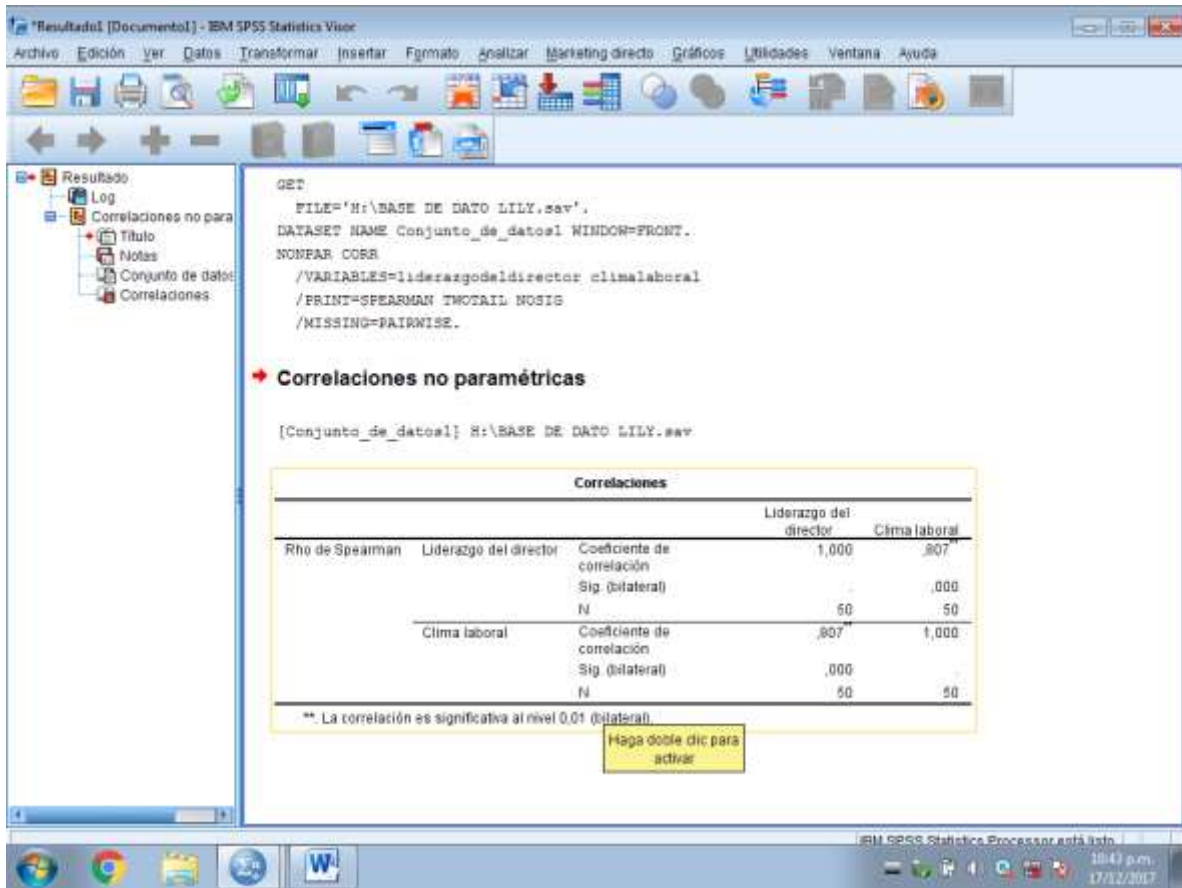 *Resultado1 [Documento1] - IBM SPSS Statistics Visor
Archivo Edición Ver Datos Transformar Insertar Formato Analizar Marketing directo Gráficos Utilidades Ventana Ayuda
Resultado
Log
Correlaciones no para
Título
Notas
Conjunto de datos
Correlaciones
GET
FILE='H:\BASE DE DATO LILY.sav'.
DATASET NAME Conjunto_de_datos1 WINDOW=FRONT.
NONPAR CORR
/VARIABLES=liderazgodeldirector climalaboral
/PRINT=SPEARMAN TWOTAIL NOSIG
/MISSING=PAIRWISE.
Correlaciones no paramétricas
[Conjunto_de_datos1] H:\BASE DE DATO LILY.sav
Correlaciones
Liderazgo del director Clima laboral
Rho de Spearman Liderazgo del director Coeficiente de correlación 1,000 ,807**
Sig. (bilateral) . ,000
N 50 50
Clima laboral Coeficiente de correlación ,807** 1,000
Sig. (bilateral) ,000 .
N 50 50
**. La correlación es significativa al nivel 0,01 (bilateral).
Haga doble clic para
activar
IBM SPSS Statistics Processor está listo
W
10:43 p.m.
17/12/2017